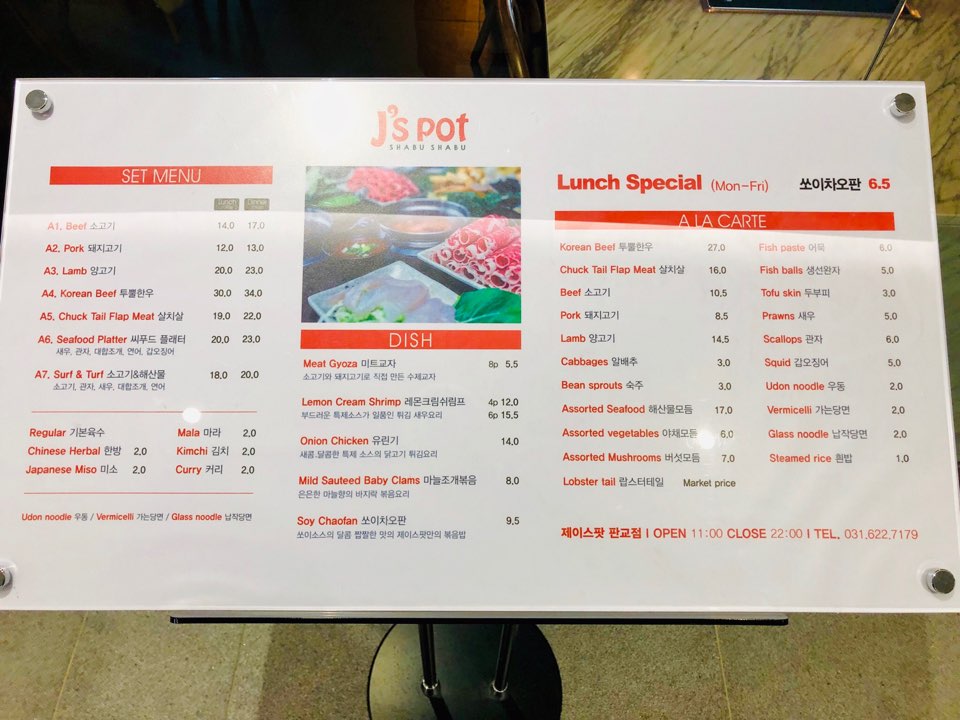 J's pot
SHABU SHABU
SET MENU
Lunch Dinner
A1. Beef 소고기 14.0 17.0
A2. Pork 돼지고기 12.0 13.0
A3. Lamb 양고기 20.0 23.0
A4. Korean Beef 투뿔한우 30.0 34.0
A5. Chuck Tail Flap Meat 살치살 19.0 22.0
A6. Seafood Platter 씨푸드 플래터 20.0 23.0
새우, 관자, 대합조개, 연어, 갑오징어
A7. Surf & Turf 소고기&해산물 18.0 20.0
소고기, 관자, 새우, 대합조개, 연어
Regular 기본육수 Mala 마라 2.0
Chinese Herbal 한방 2.0 Kimchi 김치 2.0
Japanese Miso 미소 2.0 Curry 커리 2.0
Udon noodle 우동 / Vermicelli 가는당면 / Glass noodle 납작당면
DISH
Meat Gyoza 미트교자 8p 5.5
소고기와 돼지고기로 직접 만든 수제교자
Lemon Cream Shrimp 레몬크림쉬림프 4p 12.0
부드러운 특제소스가 일품인 튀김 새우요리 6p 15.5
Onion Chicken 유린기 14.0
새콤.달콤한 특제 소스의 닭고기 튀김요리
Mild Sauteed Baby Clams 마늘조개볶음 8.0
은은한 마늘향의 바지락 볶음요리
Soy Chaofan 쏘이차오판 9.5
쏘이소스의 달콤 짭짤한 맛의 제이스팟만의 볶음밥
Lunch Special (Mon-Fri) 쏘이차오판 6.5
A LA CARTE
Korean Beef 투뿔한우 27.0
Chuck Tail Flap Meat 살치살 16.0
Beef 소고기 10.5
Pork 돼지고기 8.5
Lamb 양고기 14.5
Cabbages 알배추 3.0
Bean sprouts 숙주 3.0
Assorted Seafood 해산물모듬 17.0
Assorted vegetables 야채모듬 6.0
Assorted Mushrooms 버섯모듬 7.0
Lobster tail 랍스터테일 Market price
Fish paste 어묵 6.0
Fish balls 생선완자 5.0
Tofu skin 두부피 3.0
Prawns 새우 5.0
Scallops 관자 6.0
Squid 갑오징어 5.0
Udon noodle 우동 2.0
Vermicelli 가는당면 2.0
Glass noodle 납작당면 2.0
Steamed rice 흰밥 1.0
제이스팟 판교점 I OPEN 11:00 CLOSE 22:00 I TEL. 031.622.7179